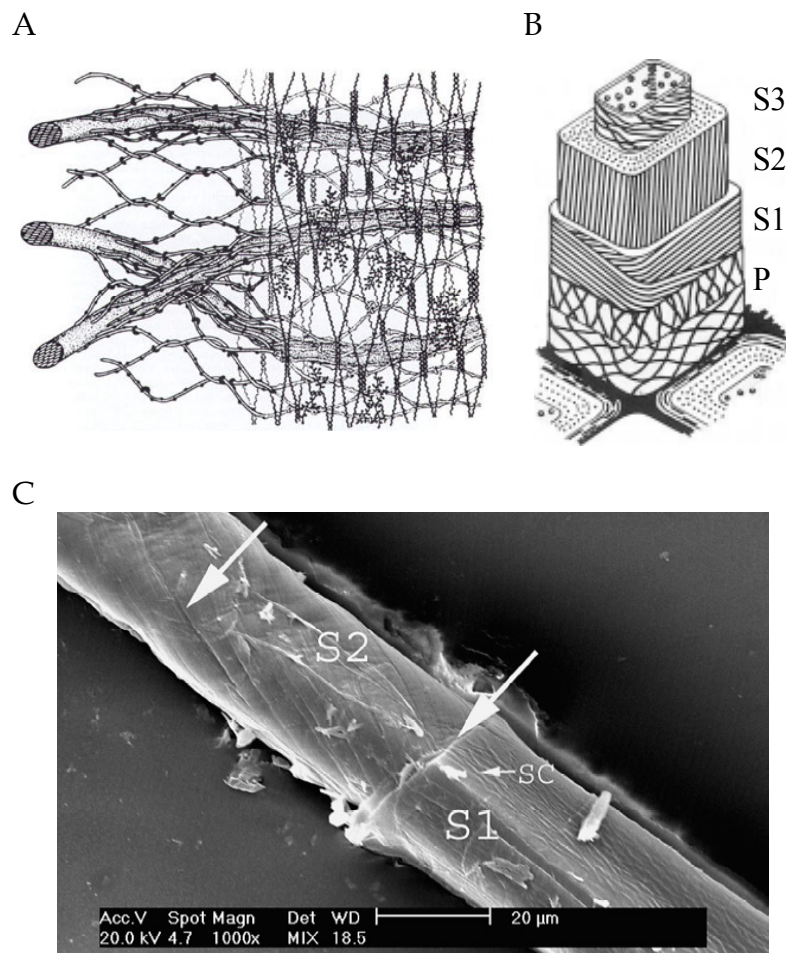 A
B
S3
S2
S1
P
C
S2
SC
S1
Acc.V Spot Magn Det WD 20 µm
20.0 kV 4.7 1000x MIX 18.5